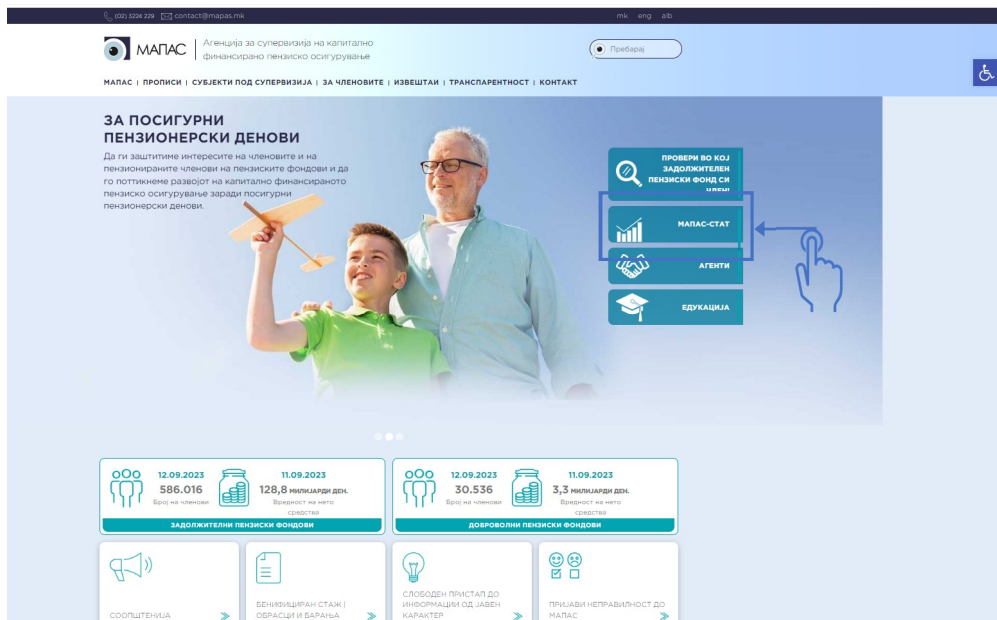 (02) 3224 229 contact@mapas.mk mk eng alb
МАПАС Агенција за супервизија на капитално
финансирано пензиско осигурување
Пребарај
МАПАС | ПРОПИСИ | СУБЈЕКТИ ПОД СУПЕРВИЗИЈА | ЗА ЧЛЕНОВИТЕ | ИЗВЕШТАИ | ТРАНСПАРЕНТНОСТ | КОНТАКТ
ЗА ПОСИГУРНИ
ПЕНЗИОНЕРСКИ ДЕНОВИ
Да ги заштитиме интересите на членовите и на
пензионираните членови на пензиските фондови и да
го поттикнеме развојот на капитално финансираното
пензиско осигурување заради посигурни
пензионерски денови.
ПРОВЕРИ ВО КОЈ
ЗАДОЛЖИТЕЛЕН
ПЕНЗИСКИ ФОНД СИ
ЧЛЕН!
МАПАС-СТАТ
АГЕНТИ
ЕДУКАЦИЈА
12.09.2023
586.016
Број на членови
11.09.2023
128,8 МИЛИЈАРДИ ДЕН.
Вредност на нето
средства
ЗАДОЛЖИТЕЛНИ ПЕНЗИСКИ ФОНДОВИ
12.09.2023
30.536
Број на членови
11.09.2023
3,3 МИЛИЈАРДИ ДЕН.
Вредност на нето
средства
ДОБРОВОЛНИ ПЕНЗИСКИ ФОНДОВИ
СООПШТЕНИЈА
БЕНИФИЦИРАН СТАЖ |
ОБРАСЦИ И БАРАЊА
СЛОБОДЕН ПРИСТАП ДО
ИНФОРМАЦИИ ОД ЈАВЕН
КАРАКТЕР
ПРИЈАВИ НЕПРАВИЛНОСТ ДО
МАПАС